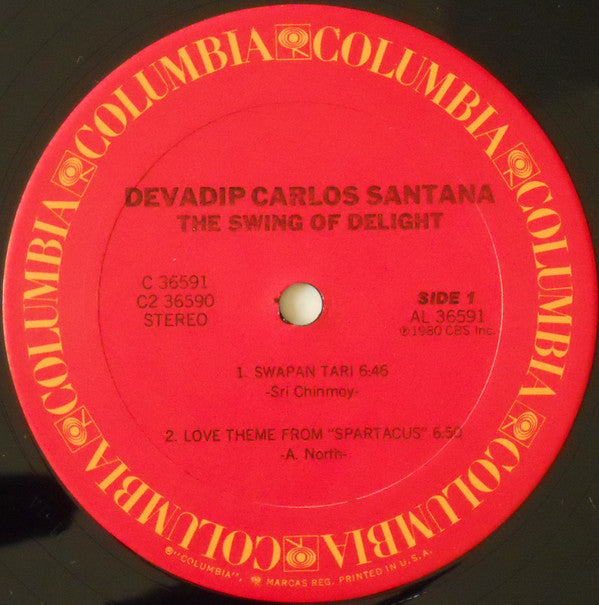 COLUMBIA COLUMBIA COLUMBIA COLUMBIA COLUMBIA COLUMBIA
DEVADIP CARLOS SANTANA
THE SWING OF DELIGHT
C 36591
C2 36590
STEREO
SIDE 1
AL 36591
℗1980 CBS Inc.
1. SWAPAN TARI 6:46
-Sri Chinmoy-
2. LOVE THEME FROM "SPARTACUS" 6:50
-A. North-
®"COLUMBIA", MARCAS REG. PRINTED IN U.S.A.